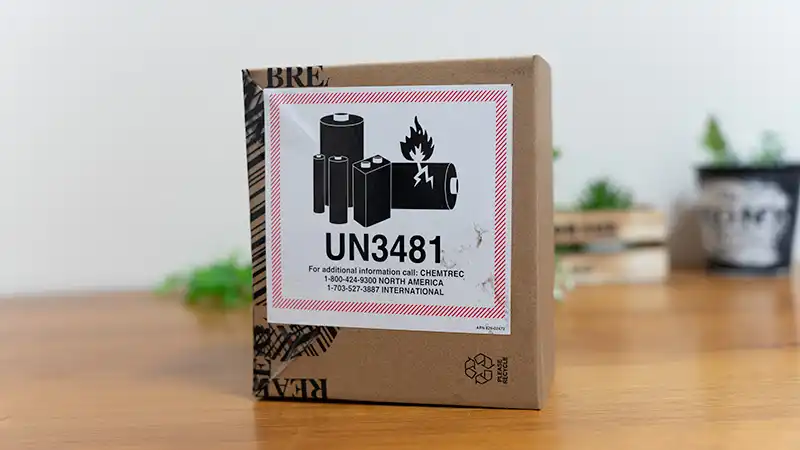 BRE
UN3481
For additional information call: CHEMTREC
1-800-424-9300 NORTH AMERICA
1-703-527-3887 INTERNATIONAL
PLEASE
RECYCLE
REAL